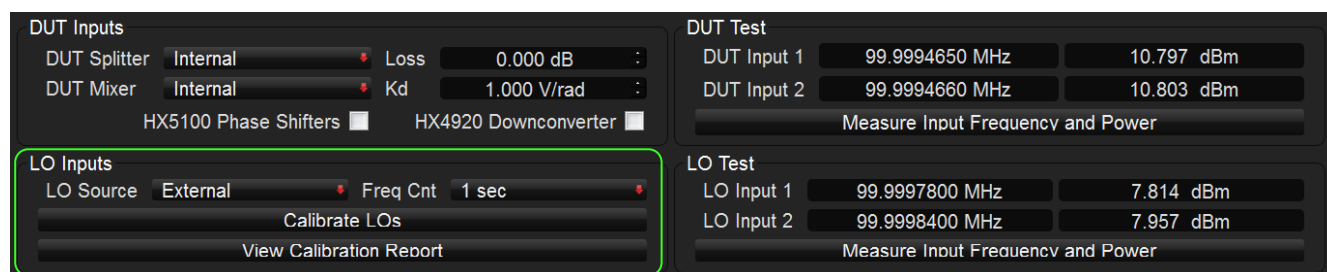 DUT Inputs
DUT Splitter Internal Loss 0.000 dB
DUT Mixer Internal Kd 1.000 V/rad
HX5100 Phase Shifters HX4920 Downconverter
LO Inputs
LO Source External Freq Cnt 1 sec
Calibrate LOs
View Calibration Report
DUT Test
DUT Input 1 99.9994650 MHz 10.797 dBm
DUT Input 2 99.9994660 MHz 10.803 dBm
Measure Input Frequency and Power
LO Test
LO Input 1 99.9997800 MHz 7.814 dBm
LO Input 2 99.9998400 MHz 7.957 dBm
Measure Input Frequency and Power